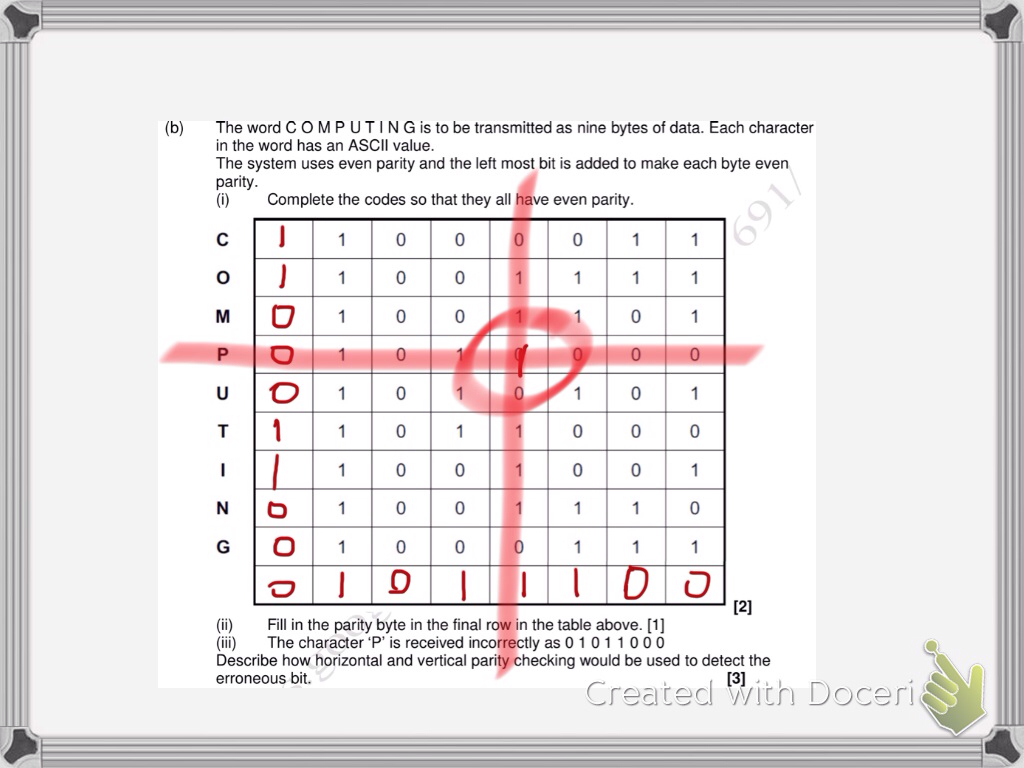 (b) The word C O M P U T I N G is to be transmitted as nine bytes of data. Each character
in the word has an ASCII value.
The system uses even parity and the left most bit is added to make each byte even
parity.
(i) Complete the codes so that they all have even parity.
691/
C 1 1 0 0 0 0 1 1
O 1 1 0 0 1 1 1 1
M 0 1 0 0 1 1 0 1
P 0 1 0 1 1 0 0 0
U 0 1 0 1 0 1 0 1
T 1 1 0 1 1 0 0 0
I 1 1 0 0 1 0 0 1
N 0 1 0 0 1 1 1 0
G 0 1 0 0 0 1 1 1
0 1 0 1 1 1 0 0
[2]
(ii) Fill in the parity byte in the final row in the table above. [1]
(iii) The character ‘P’ is received incorrectly as 0 1 0 1 1 0 0 0
Describe how horizontal and vertical parity checking would be used to detect the
erroneous bit. [3]
Created with Doceri